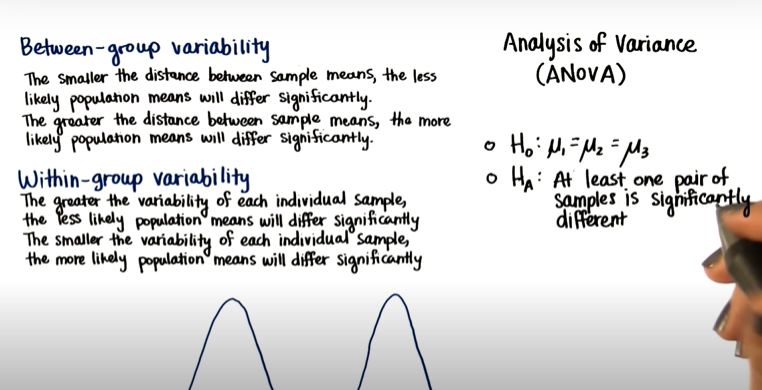 Between-group variability
The smaller the distance between sample means, the less
likely population means will differ significantly.
The greater the distance between sample means, the more
likely population means will differ significantly.
Within-group variability
The greater the variability of each individual sample,
the less likely population means will differ significantly
The smaller the variability of each individual sample,
the more likely population means will differ significantly
Analysis of Variance
(ANOVA)
o H₀: μ₁ = μ₂ = μ₃
o Hₐ: At least one pair of
samples is significantly
different